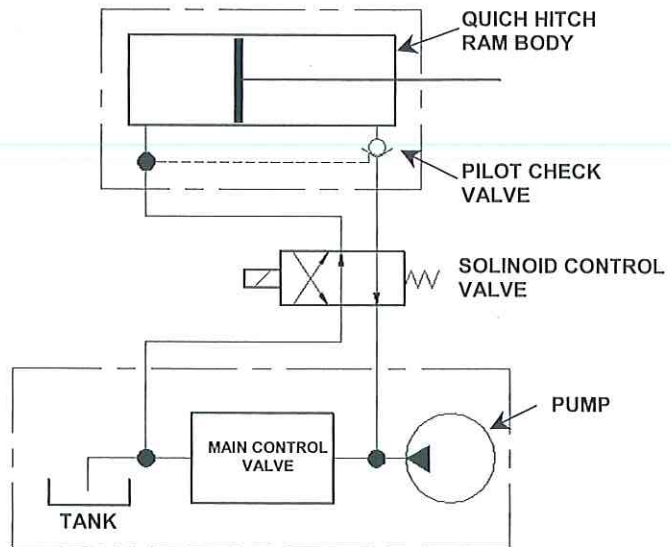 QUICH HITCH
RAM BODY
PILOT CHECK
VALVE
SOLINOID CONTROL
VALVE
PUMP
MAIN CONTROL
VALVE
TANK